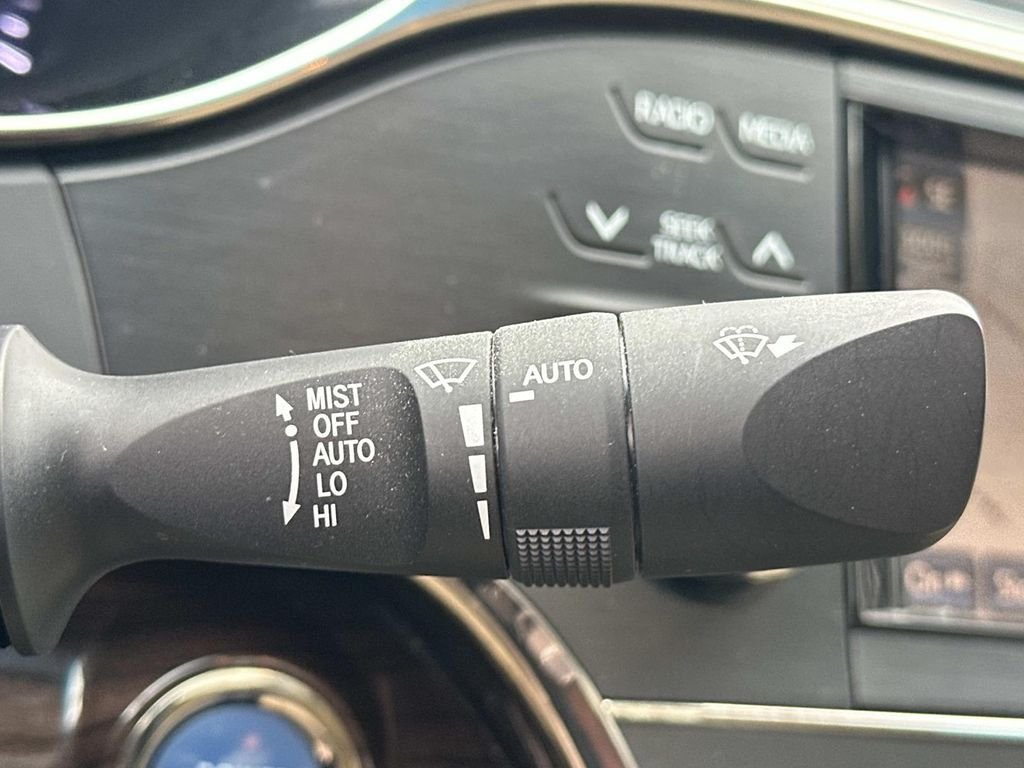 RADIO
MEDIA
SEEK
TRACK
AUTO
MIST
OFF
AUTO
LO
HI